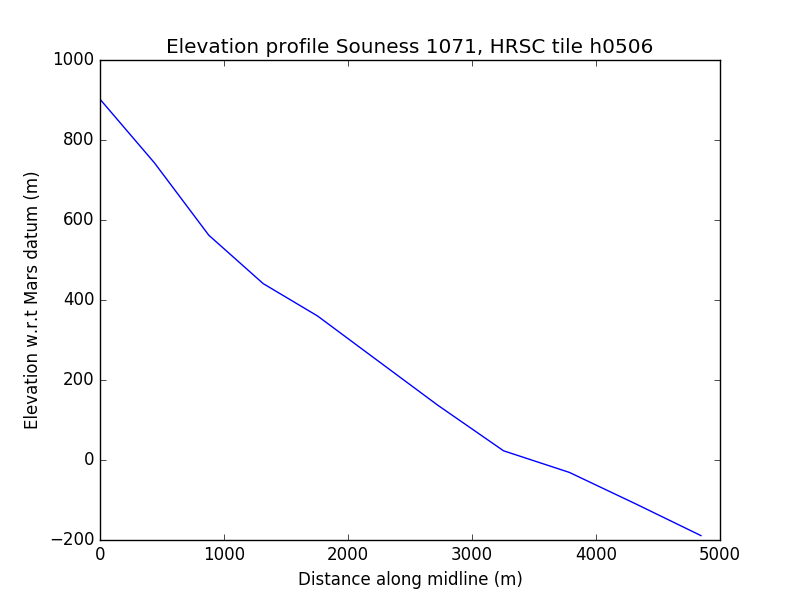 Elevation profile Souness 1071, HRSC tile h0506
1000
800
600
400
200
0
−200
Elevation w.r.t Mars datum (m)
0 1000 2000 3000 4000 5000
Distance along midline (m)